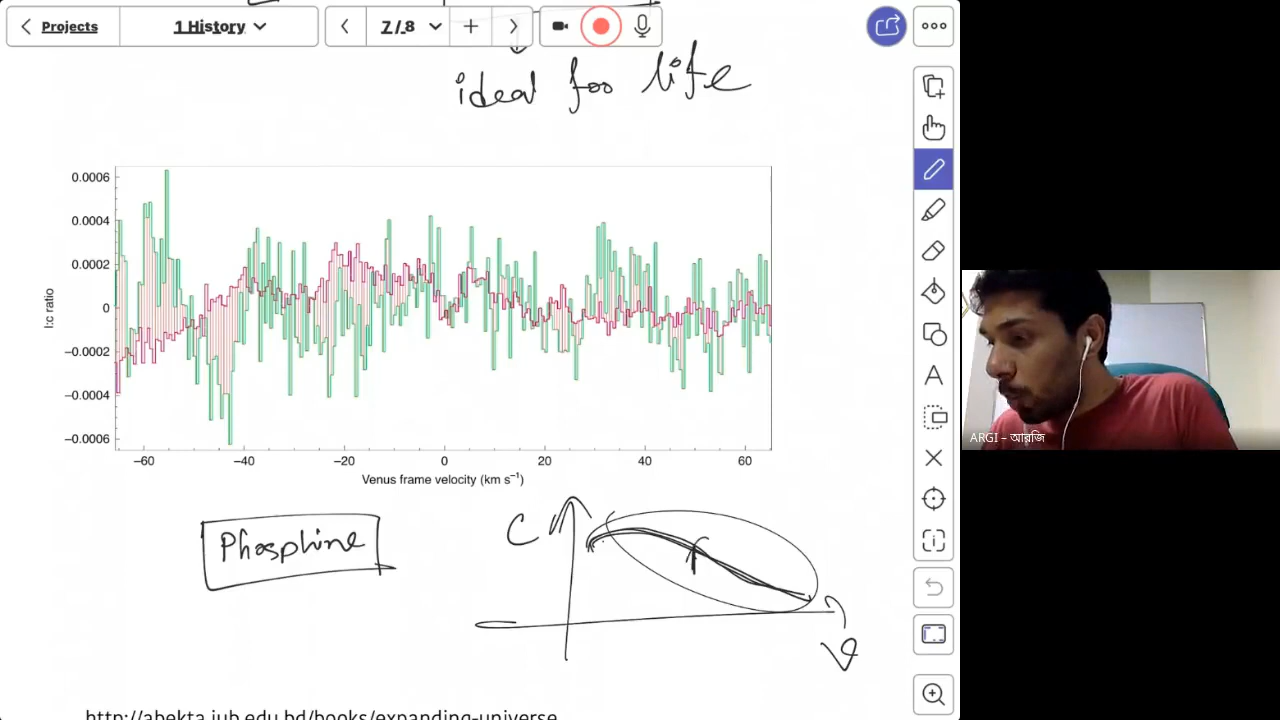 Projects
1 History
7 / 8
ideal for life
0.0006
0.0004
0.0002
0
−0.0002
−0.0004
−0.0006
l:c ratio
−60
−40
−20
0
20
40
60
Venus frame velocity (km s⁻¹)
Phosphine
C
ν
A
ARGI – আরজি
http://abekta.iub.edu.bd/books/expanding-universe